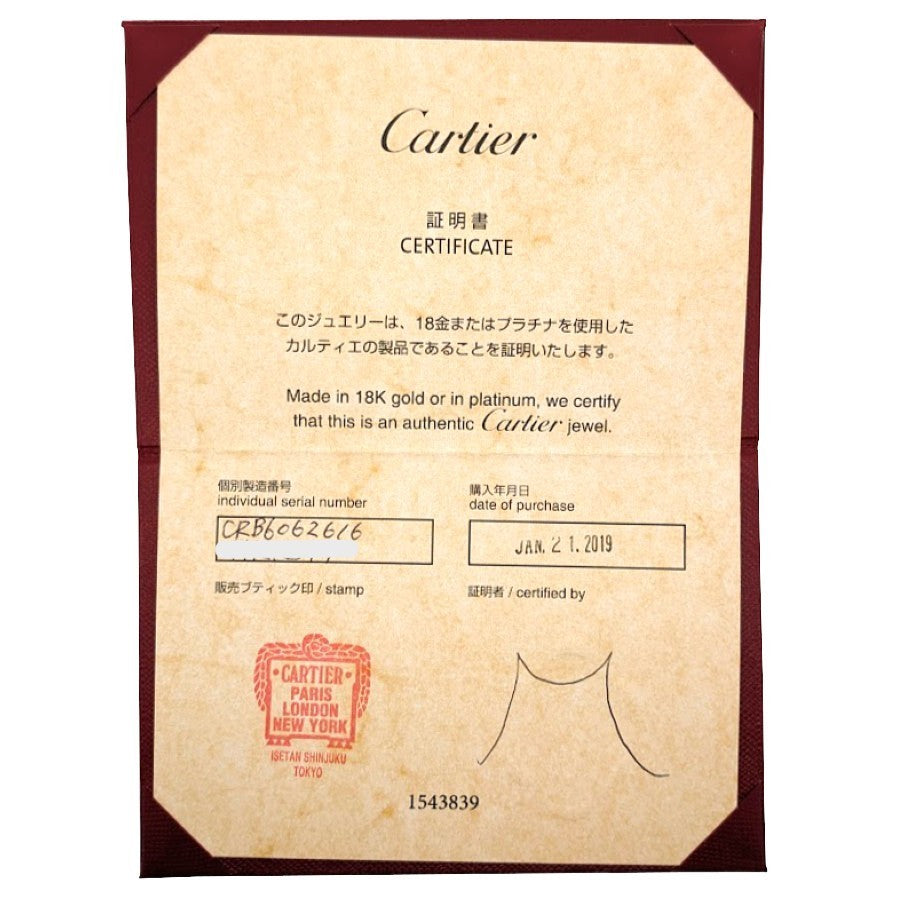 Cartier
証明書
CERTIFICATE
このジュエリーは、18金またはプラチナを使用した
カルティエの製品であることを証明いたします。
Made in 18K gold or in platinum, we certify
that this is an authentic Cartier jewel.
個別製造番号
individual serial number
CRB6062616
購入年月日
date of purchase
JAN. 21. 2019
販売ブティック印 / stamp
証明者 / certified by
CARTIER
PARIS
LONDON
NEW YORK
ISETAN SHINJUKU
TOKYO
1543839